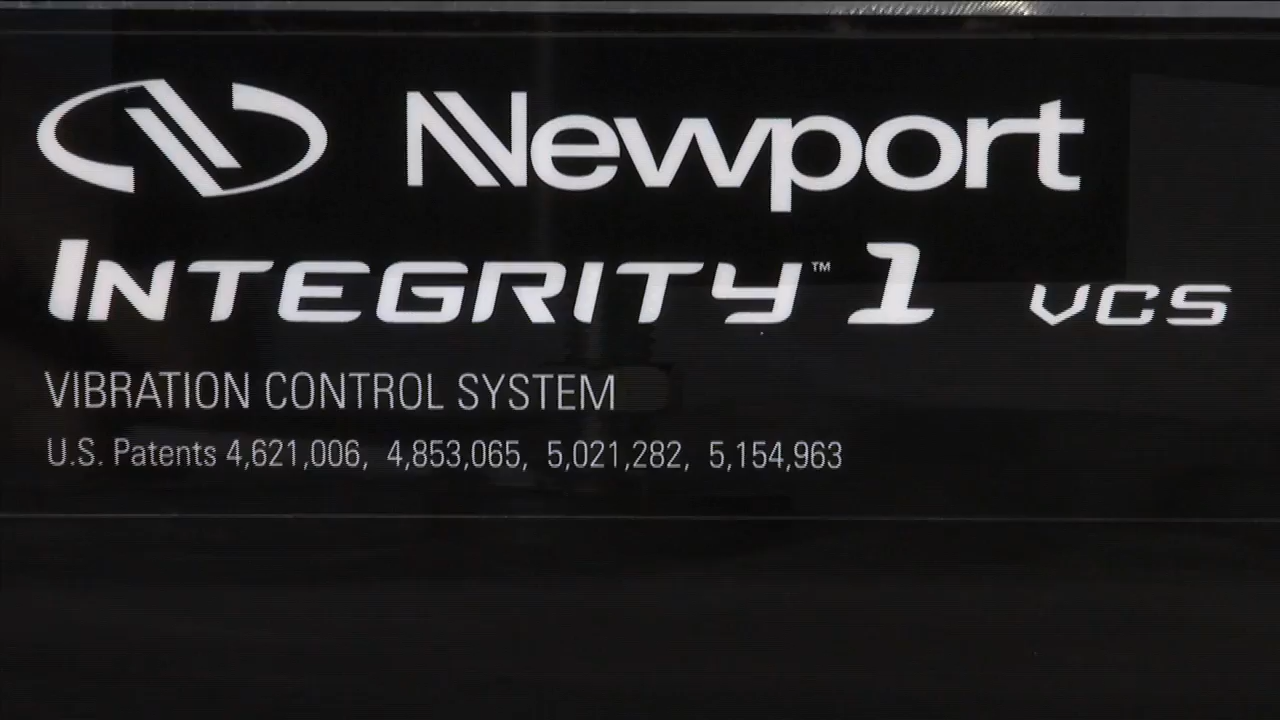 Newport
INTEGRITY™ 1 VCS
VIBRATION CONTROL SYSTEM
U.S. Patents 4,621,006, 4,853,065, 5,021,282, 5,154,963